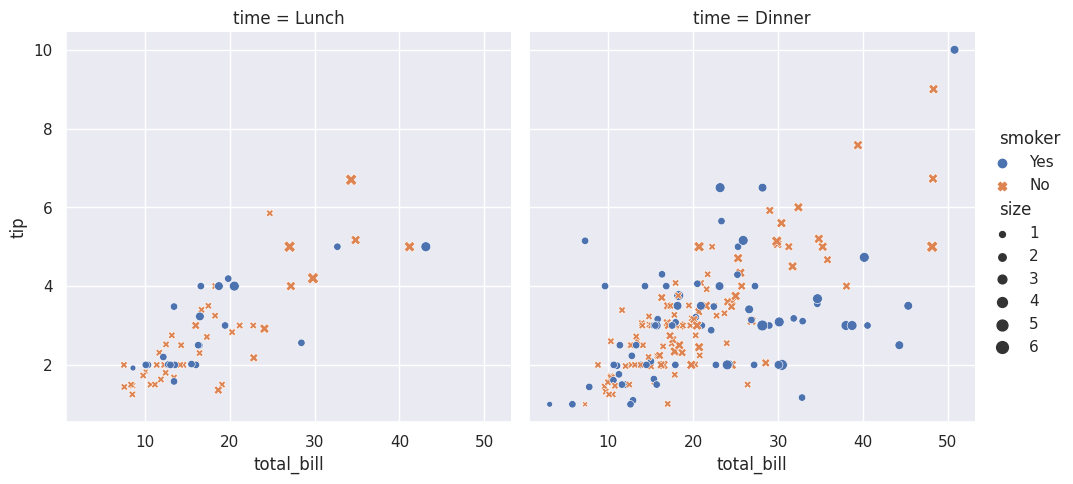 time = Lunch
time = Dinner
10
8
6
4
2
tip
10 20 30 40 50
10 20 30 40 50
total_bill
total_bill
smoker
Yes
No
size
1
2
3
4
5
6